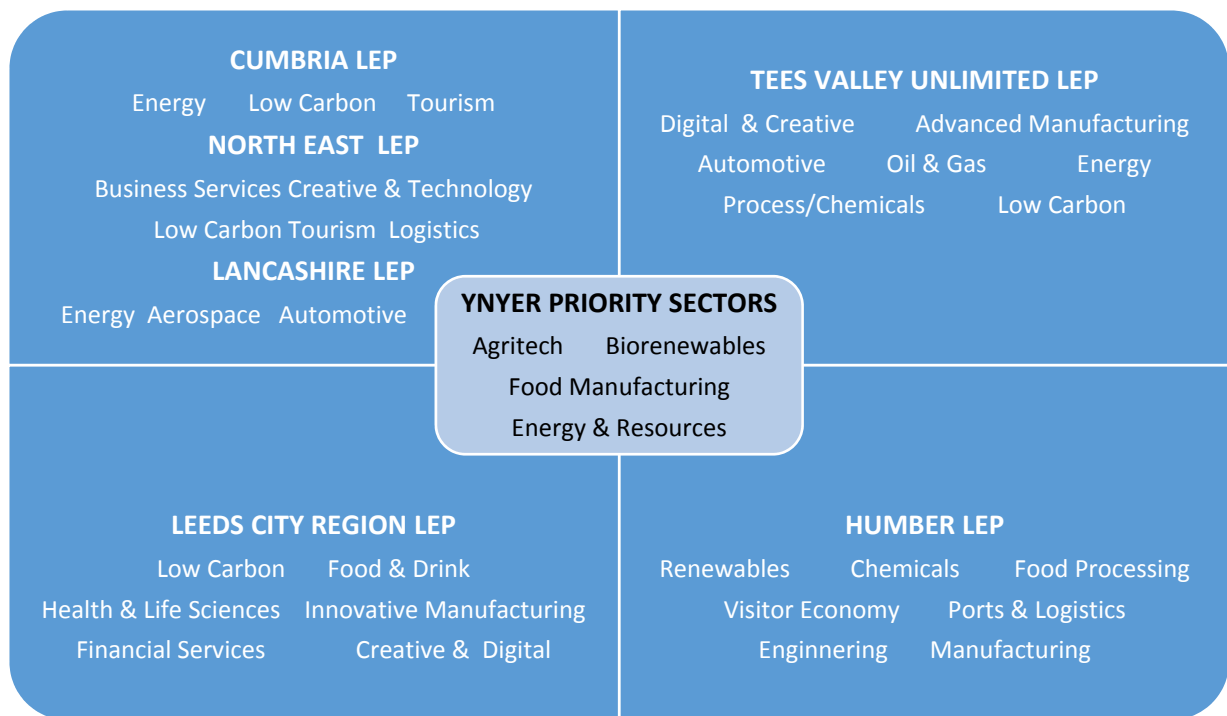 CUMBRIA LEP
Energy Low Carbon Tourism
NORTH EAST LEP
Business Services Creative & Technology
Low Carbon Tourism Logistics
LANCASHIRE LEP
Energy Aerospace Automotive
TEES VALLEY UNLIMITED LEP
Digital & Creative Advanced Manufacturing
Automotive Oil & Gas Energy
Process/Chemicals Low Carbon
YNYER PRIORITY SECTORS
Agritech Biorenewables
Food Manufacturing
Energy & Resources
LEEDS CITY REGION LEP
Low Carbon Food & Drink
Health & Life Sciences Innovative Manufacturing
Financial Services Creative & Digital
HUMBER LEP
Renewables Chemicals Food Processing
Visitor Economy Ports & Logistics
Enginnering Manufacturing